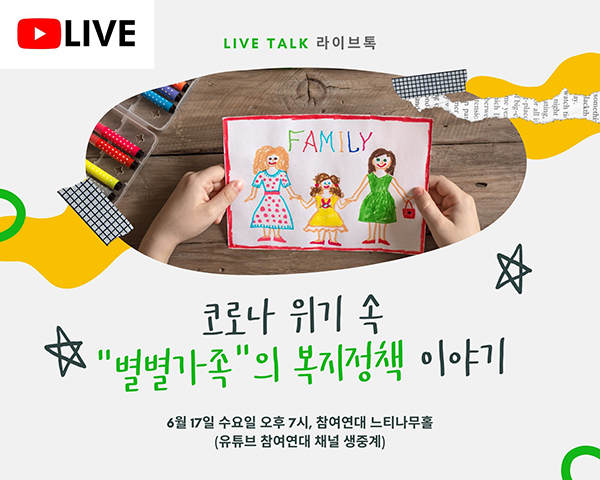 LIVE
LIVE TALK 라이브톡
FAMILY
코로나 위기 속
"별별가족"의 복지정책 이야기
6월 17일 수요일 오후 7시, 참여연대 느티나무홀
(유튜브 참여연대 채널 생중계)